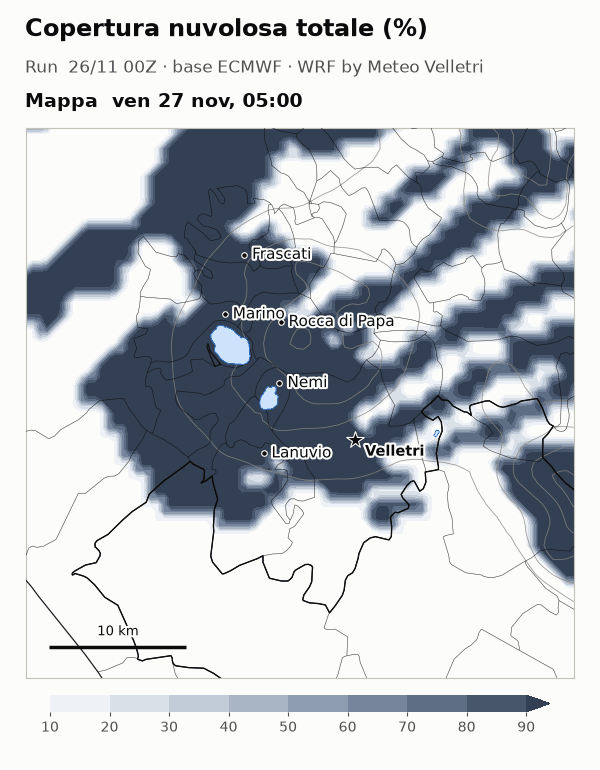 Copertura nuvolosa totale (%)
Run  26/11 00Z · base ECMWF · WRF by Meteo Velletri
Mappa  ven 27 nov, 05:00
Frascati
Marino
Rocca di Papa
Nemi
Velletri
Lanuvio
10 km
10 20 30 40 50 60 70 80 90